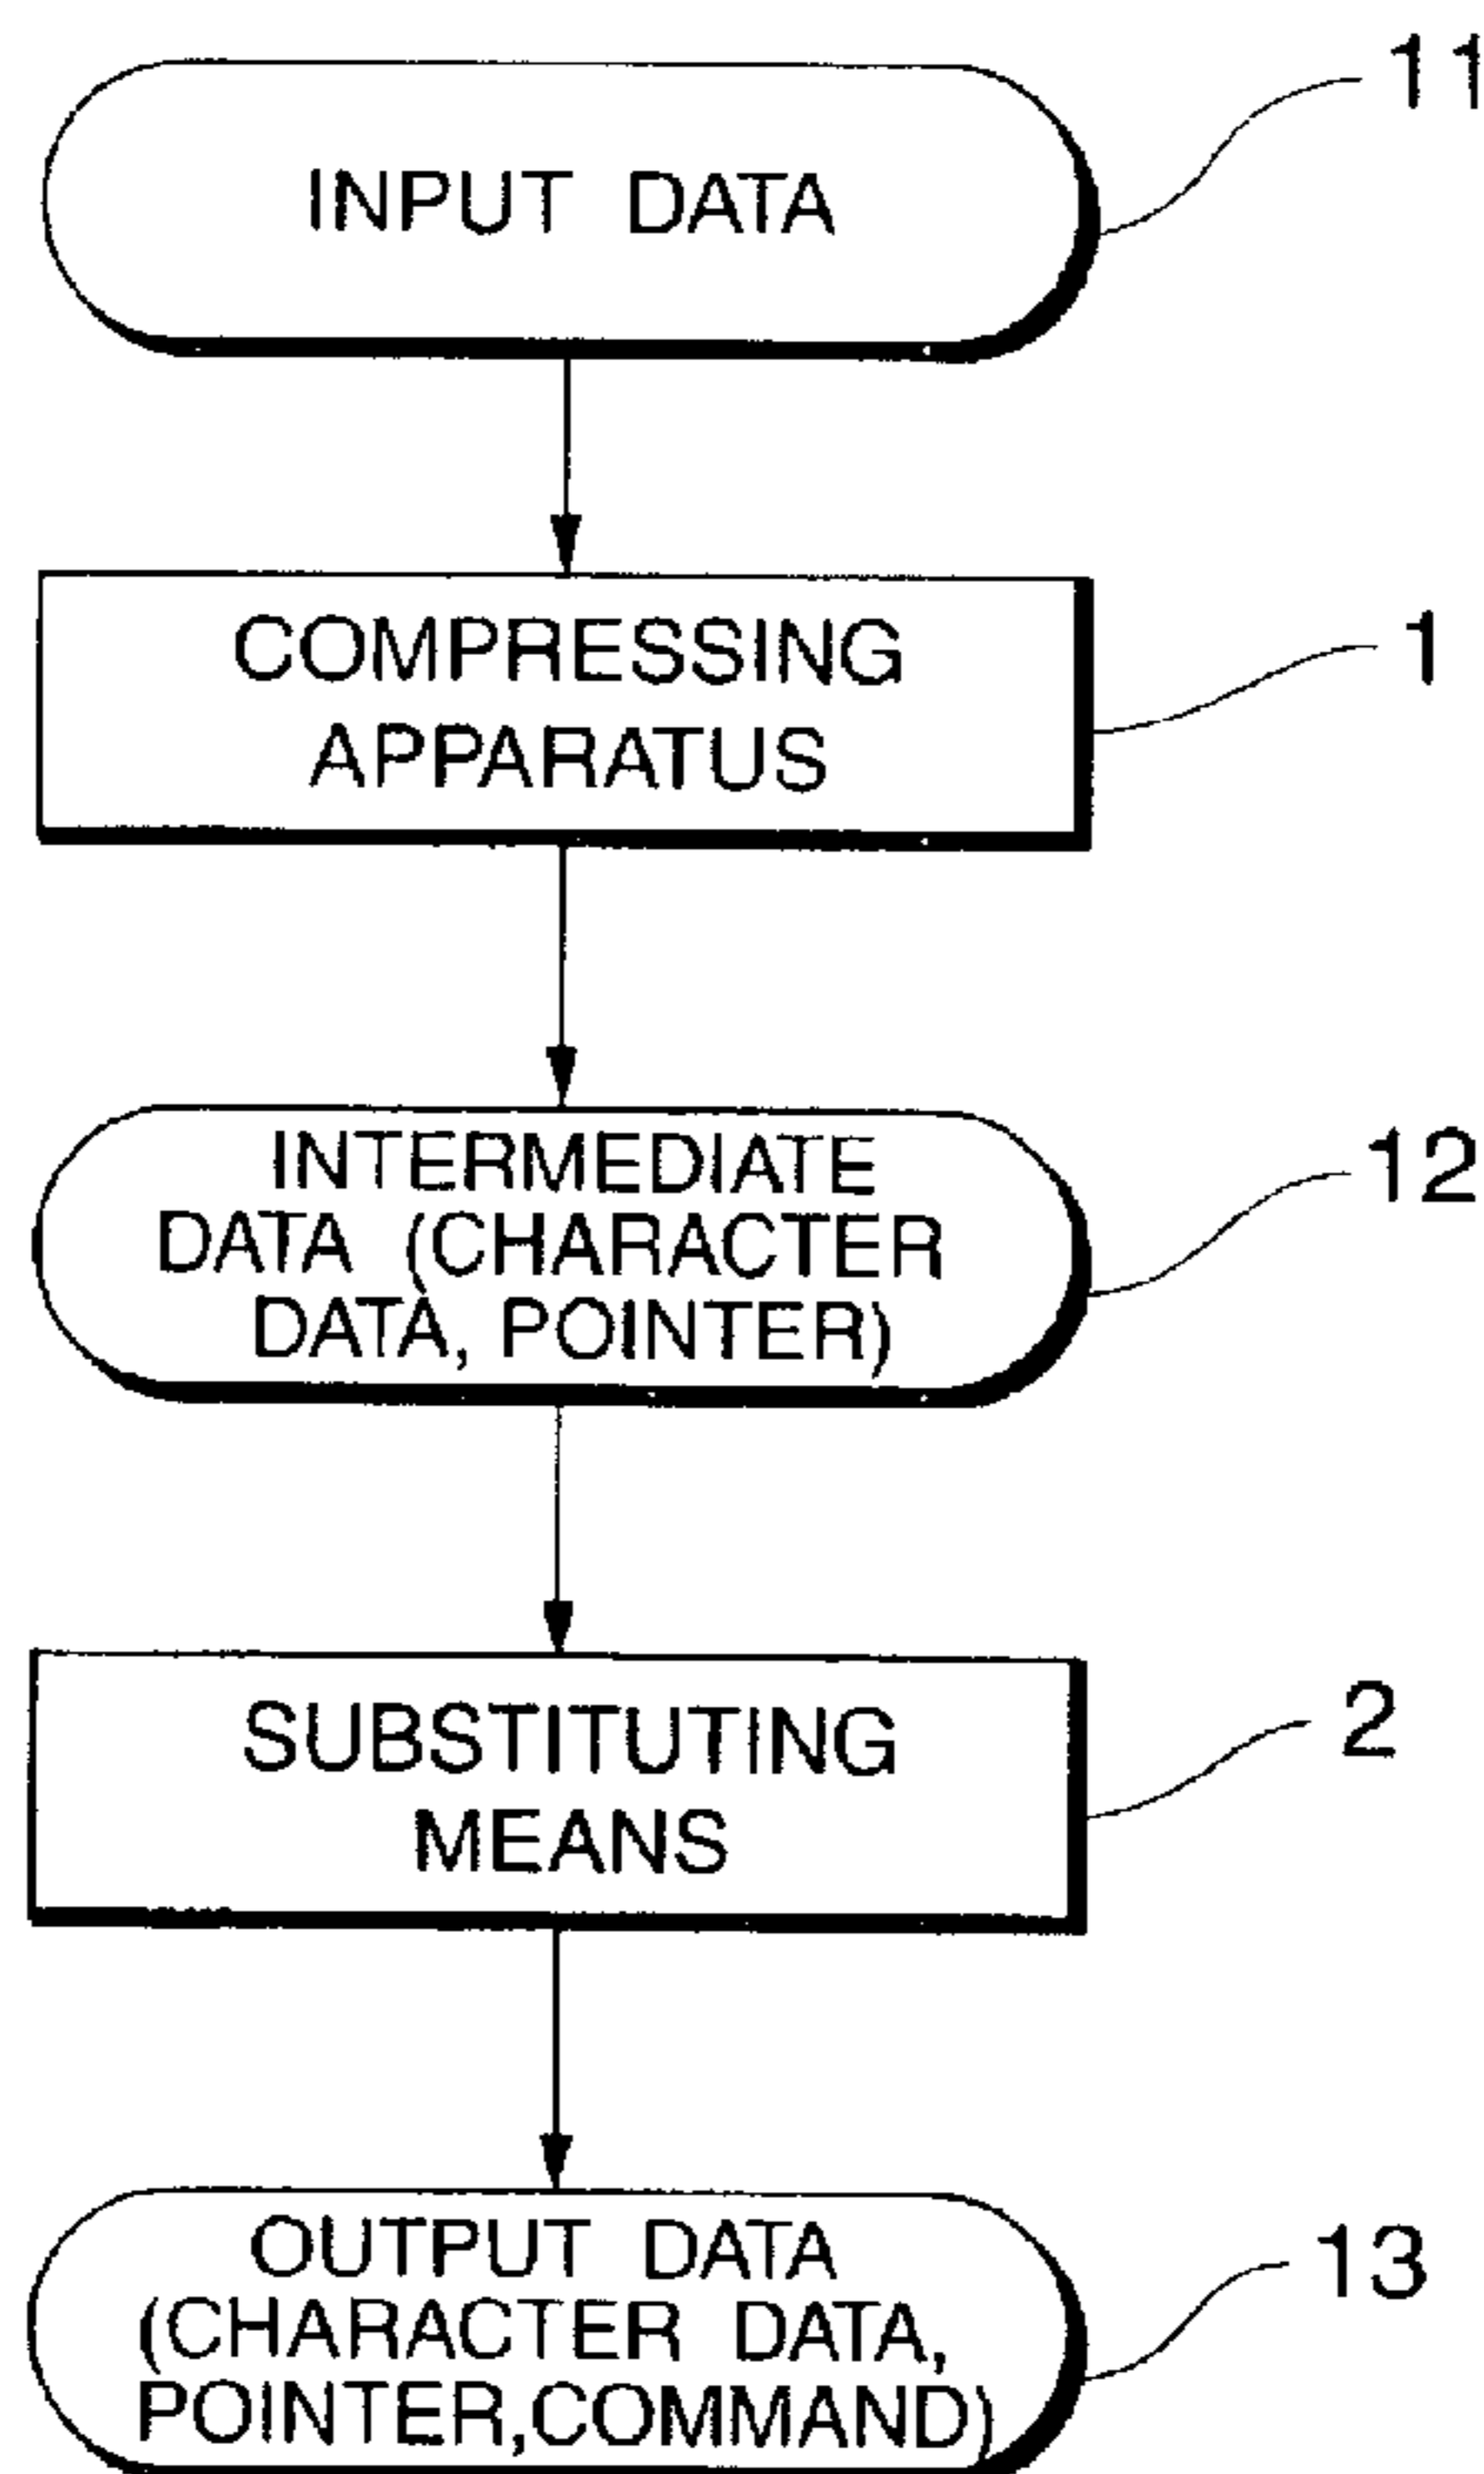 11
INPUT DATA
COMPRESSING
APPARATUS
1
INTERMEDIATE
DATA (CHARACTER
DATA, POINTER)
12
SUBSTITUTING
MEANS
2
OUTPUT DATA
(CHARACTER DATA,
POINTER,COMMAND)
13